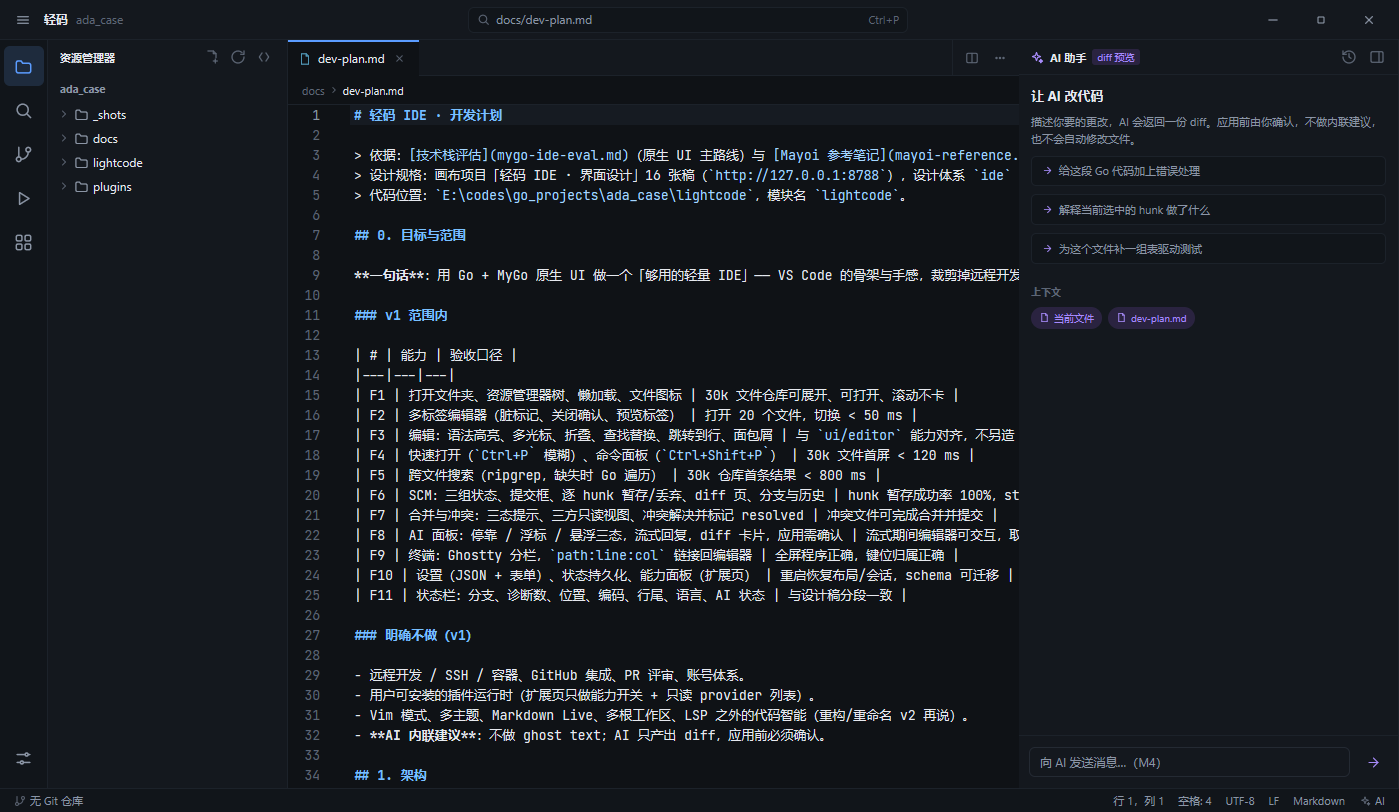 轻码 ada_case
docs/dev-plan.md Ctrl+P
资源管理器
ada_case
_shots
docs
lightcode
plugins
dev-plan.md
docs > dev-plan.md
1 # 轻码 IDE · 开发计划
2
3 > 依据: [技术栈评估](mygo-ide-eval.md) (原生 UI 主路线) 与 [Mayoi 参考笔记](mayoi-reference.
4 > 设计规格: 画布项目「轻码 IDE · 界面设计」16 张稿 (`http://127.0.0.1:8788`) , 设计体系 `ide`
5 > 代码位置: `E:\codes\go_projects\ada_case\lightcode`, 模块名 `lightcode`。
6
7 ## 0. 目标与范围
8
9 **一句话**: 用 Go + MyGo 原生 UI 做一个「够用的轻量 IDE」—— VS Code 的骨架与手感, 裁剪掉远程开发
10
11 ### v1 范围内
12
13 | # | 能力 | 验收口径 |
14 |---|---|---|
15 | F1 | 打开文件夹、资源管理器树、懒加载、文件图标 | 30k 文件仓库可展开、可打开、滚动不卡 |
16 | F2 | 多标签编辑器 (脏标记、关闭确认、预览标签) | 打开 20 个文件, 切换 < 50 ms |
17 | F3 | 编辑: 语法高亮、多光标、折叠、查找替换、跳转到行、面包屑 | 与 `ui/editor` 能力对齐, 不另造
18 | F4 | 快速打开 (`Ctrl+P` 模糊) 、命令面板 (`Ctrl+Shift+P`) | 30k 文件首屏 < 120 ms |
19 | F5 | 跨文件搜索 (ripgrep, 缺失时 Go 遍历) | 30k 仓库首条结果 < 800 ms |
20 | F6 | SCM: 三组状态、提交框、逐 hunk 暂存/丢弃、diff 页、分支与历史 | hunk 暂存成功率 100%, st
21 | F7 | 合并与冲突: 三态提示、三方只读视图、冲突解决并标记 resolved | 冲突文件可完成合并并提交 |
22 | F8 | AI 面板: 停靠 / 浮标 / 悬浮三态, 流式回复, diff 卡片, 应用需确认 | 流式期间编辑器可交互, 取
23 | F9 | 终端: Ghostty 分栏, `path:line:col` 链接回编辑器 | 全屏程序正确, 键位归属正确 |
24 | F10 | 设置 (JSON + 表单) 、状态持久化、能力面板 (扩展页) | 重启恢复布局/会话, schema 可迁移 |
25 | F11 | 状态栏: 分支、诊断数、位置、编码、行尾、语言、AI 状态 | 与设计稿分段一致 |
26
27 ### 明确不做 (v1)
28
29 - 远程开发 / SSH / 容器、GitHub 集成、PR 评审、账号体系。
30 - 用户可安装的插件运行时 (扩展页只做能力开关 + 只读 provider 列表) 。
31 - Vim 模式、多主题、Markdown Live、多根工作区、LSP 之外的代码智能 (重构/重命名 v2 再说) 。
32 - **AI 内联建议**: 不做 ghost text; AI 只产出 diff, 应用前必须确认。
33
34 ## 1. 架构
AI 助手 diff 预览
让 AI 改代码
描述你要的更改, AI 会返回一份 diff。应用前由你确认, 不做内联建议,
也不会自动修改文件。
→ 给这段 Go 代码加上错误处理
→ 解释当前选中的 hunk 做了什么
→ 为这个文件补一组表驱动测试
上下文
当前文件 dev-plan.md
向 AI 发送消息... (M4)
无 Git 仓库 行 1, 列 1 空格: 4 UTF-8 LF Markdown AI